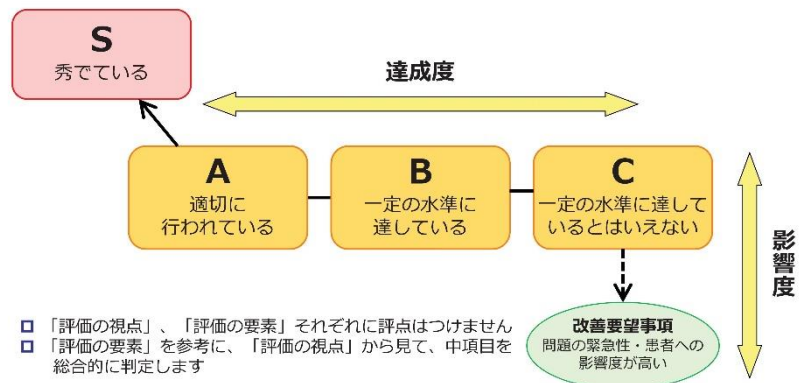 S
秀でている
達成度
A
適切に
行われている
B
一定の水準に
達している
C
一定の水準に達して
いるとはいえない
影響度
改善要望事項
問題の緊急性・患者への
影響度が高い
「評価の視点」、「評価の要素」それぞれに評点はつけません
「評価の要素」を参考に、「評価の視点」から見て、中項目を
総合的に判定します